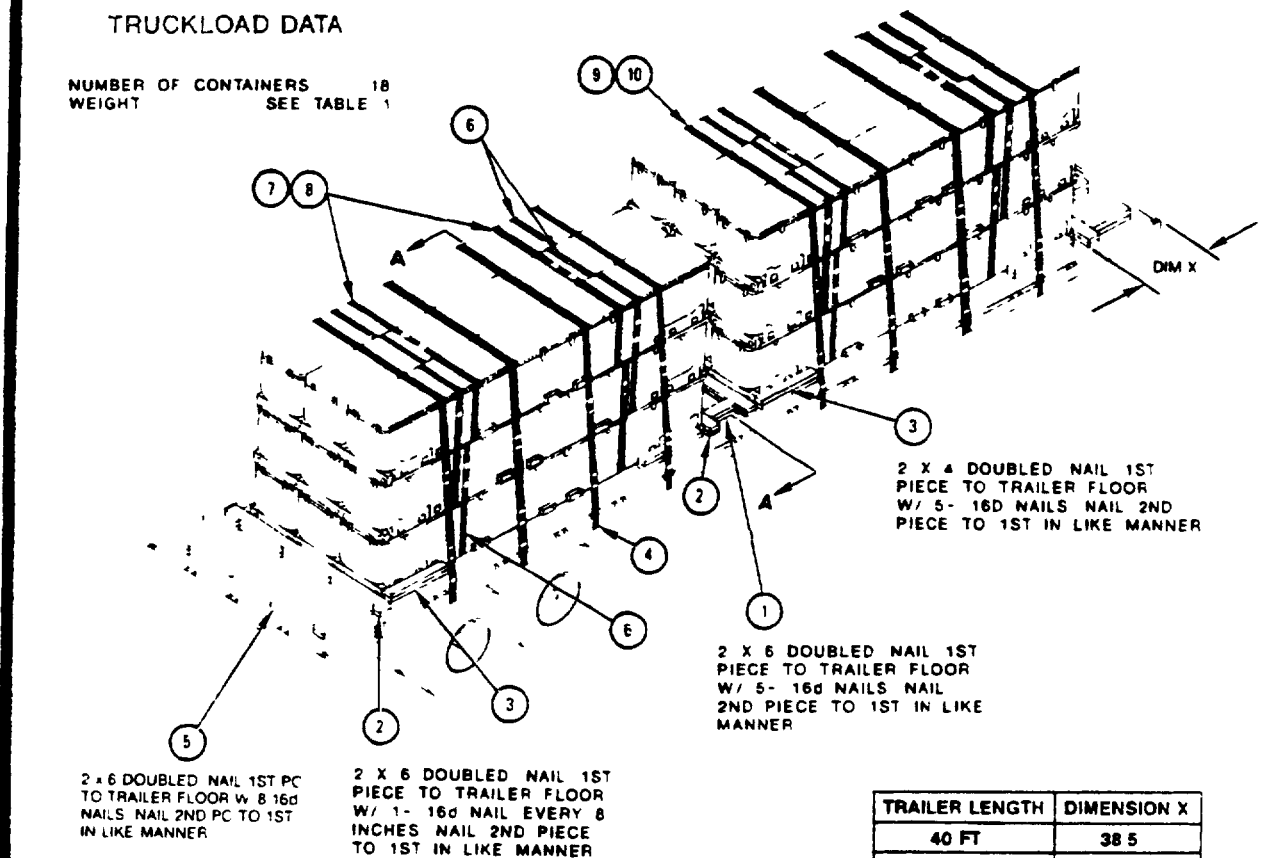 TRUCKLOAD DATA
NUMBER OF CONTAINERS 18
WEIGHT SEE TABLE 1
9 10
6
7 8
A
DIM X
3
2
A
2 X 4 DOUBLED NAIL 1ST
PIECE TO TRAILER FLOOR
W/ 5- 16D NAILS NAIL 2ND
PIECE TO 1ST IN LIKE MANNER
4
1
6
2 X 6 DOUBLED NAIL 1ST
PIECE TO TRAILER FLOOR
W/ 5- 16d NAILS NAIL
2ND PIECE TO 1ST IN LIKE
MANNER
3
2
5
2 x 6 DOUBLED NAIL 1ST PC
TO TRAILER FLOOR W 8 16d
NAILS NAIL 2ND PC TO 1ST
IN LIKE MANNER
2 X 6 DOUBLED NAIL 1ST
PIECE TO TRAILER FLOOR
W/ 1- 16d NAIL EVERY 8
INCHES NAIL 2ND PIECE
TO 1ST IN LIKE MANNER
TRAILER LENGTH DIMENSION X
40 FT 38 5